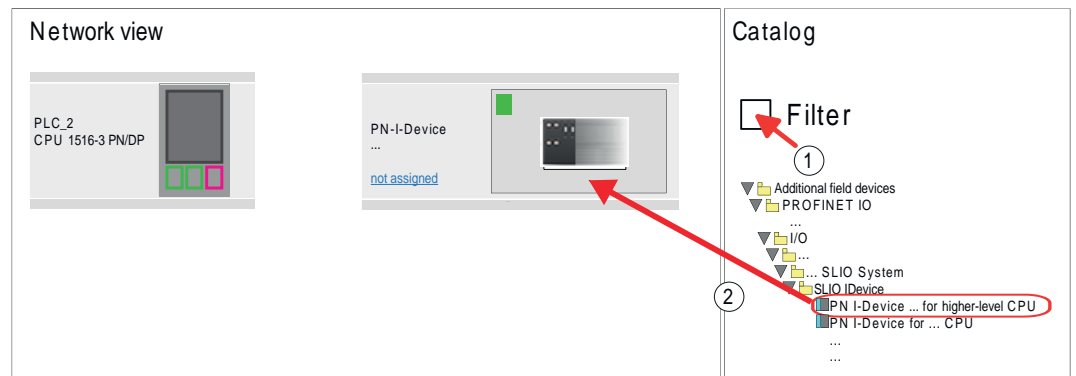 Network view
PLC_2
CPU 1516-3 PN/DP
PN-I-Device
...
not assigned
Catalog
Filter
1
Additional field devices
PROFINET IO
...
I/O
...
... SLIO System
SLIO IDevice
2
PN I-Device ... for higher-level CPU
PN I-Device for ... CPU
...
...